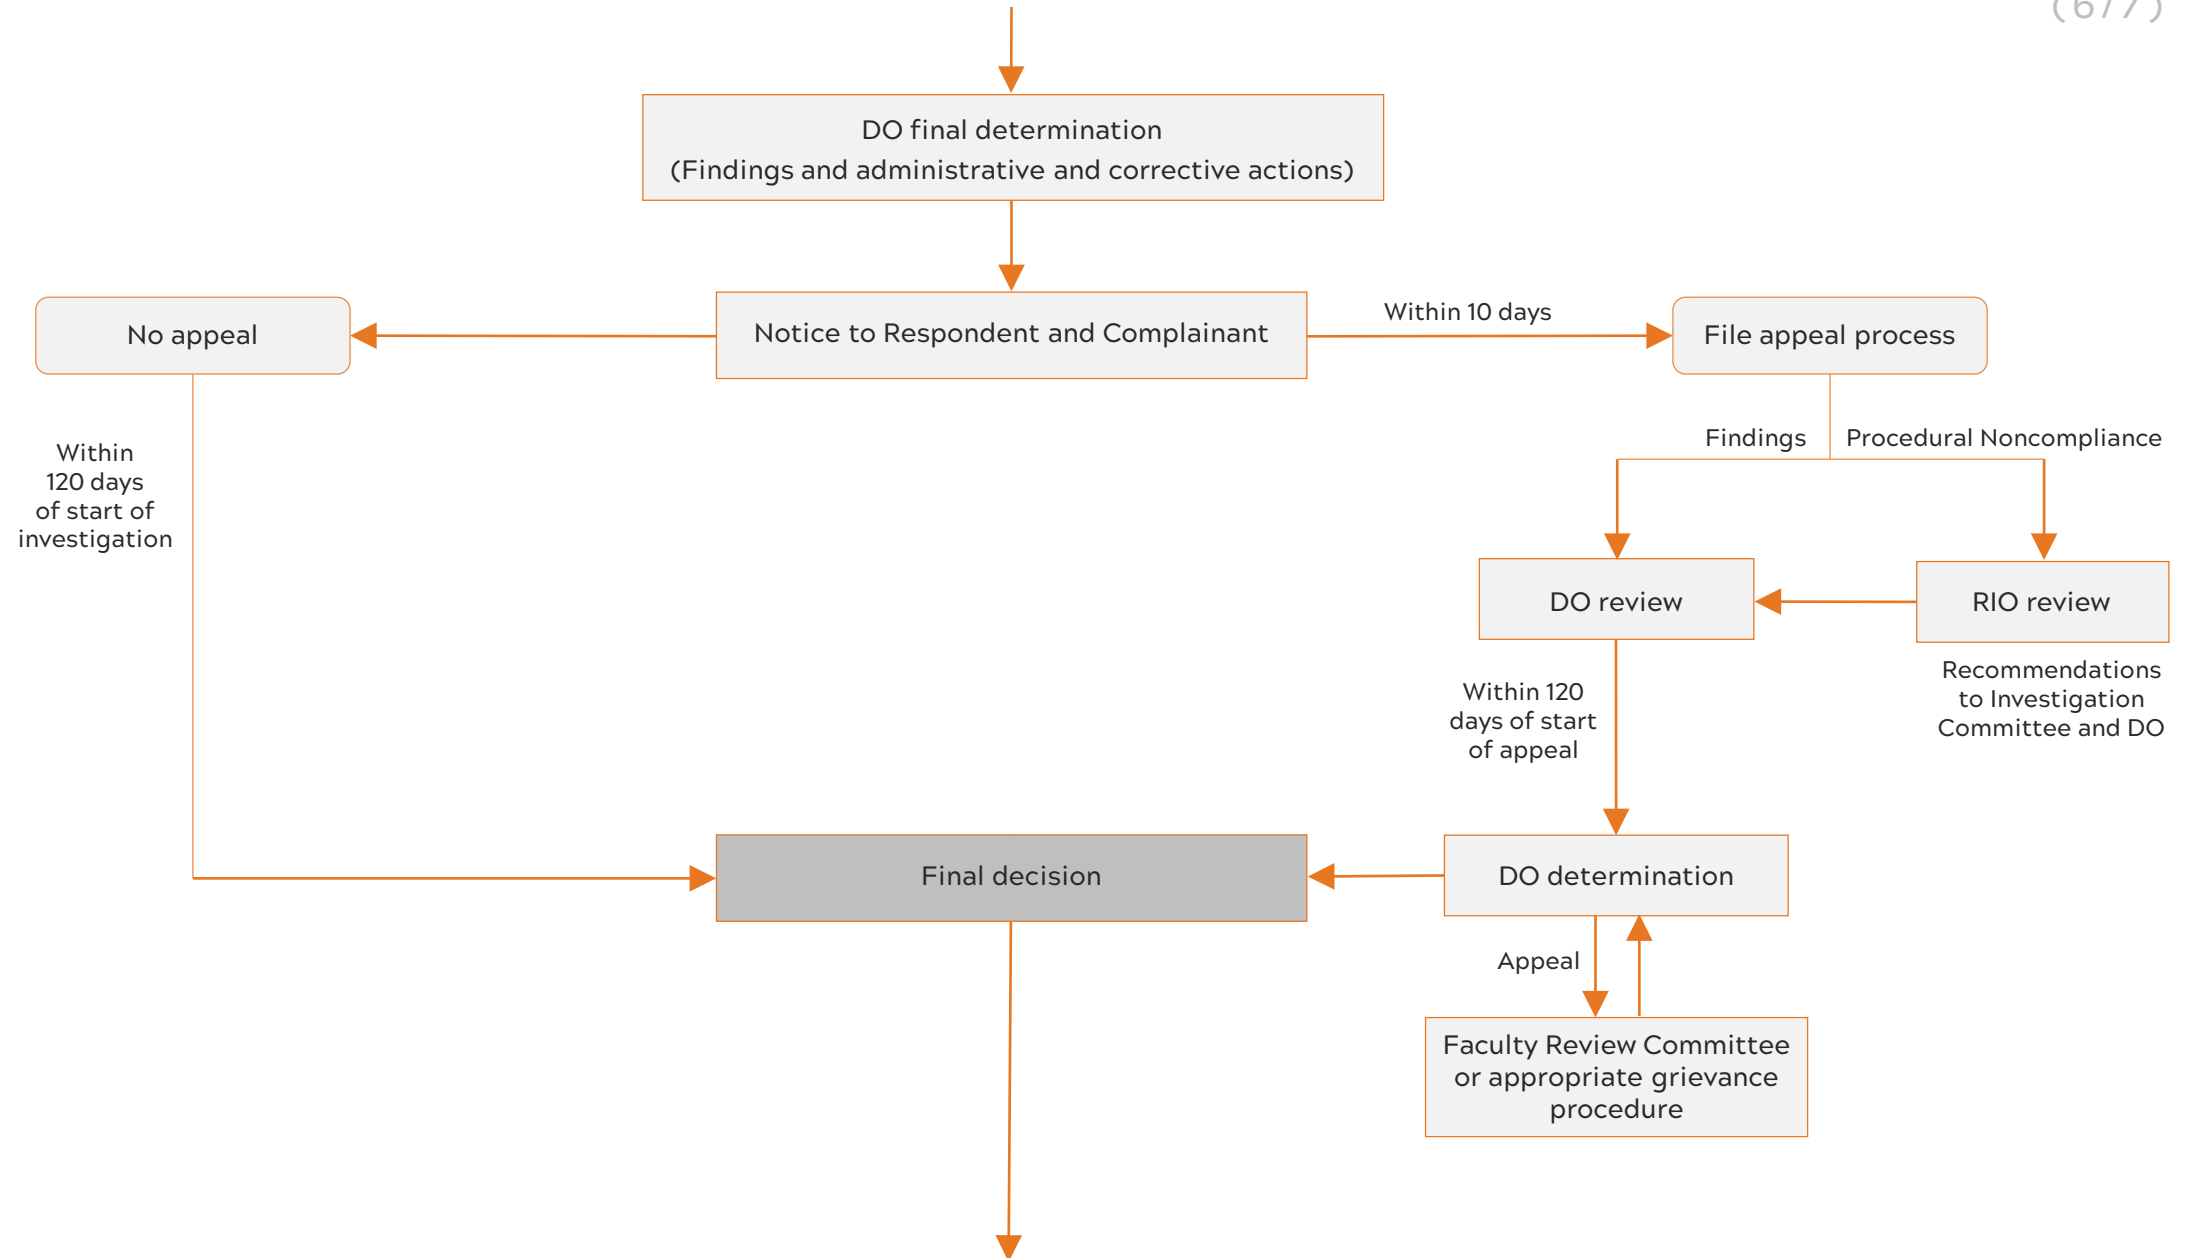 (6/7)
DO final determination
(Findings and administrative and corrective actions)
No appeal
Notice to Respondent and Complainant
Within 10 days
File appeal process
Findings
Procedural Noncompliance
Within
120 days
of start of
investigation
DO review
RIO review
Recommendations
to Investigation
Committee and DO
Within 120
days of start
of appeal
Final decision
DO determination
Appeal
Faculty Review Committee
or appropriate grievance
procedure